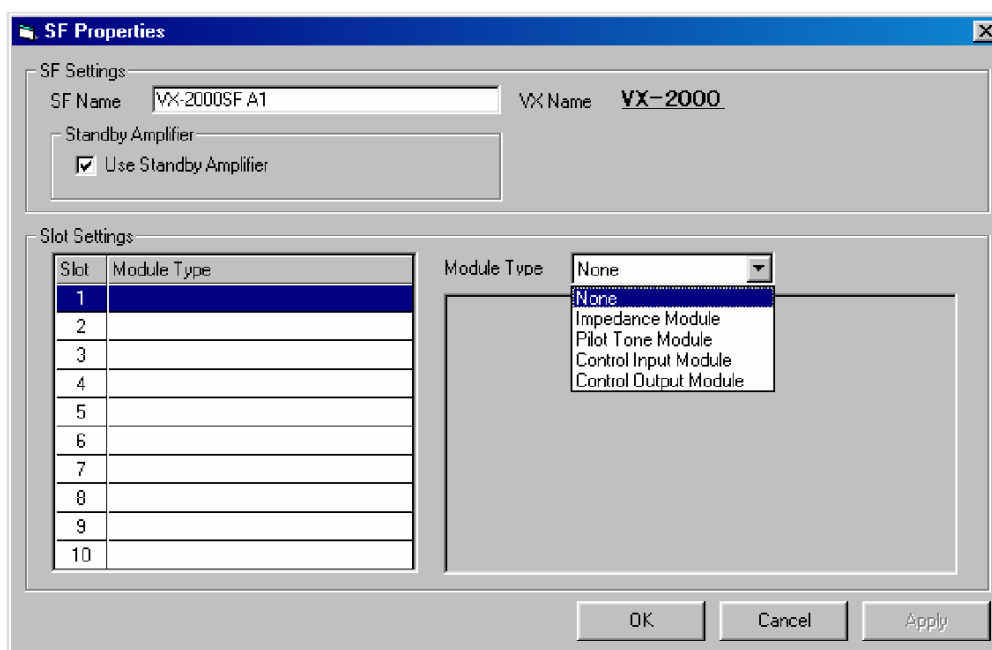 SF Properties
SF Settings
SF Name VX-2000SF A1 VX Name VX-2000
Standby Amplifier
Use Standby Amplifier
Slot Settings
Slot Module Type
Module Type None
1
2
3
4
5
6
7
8
9
10
None
Impedance Module
Pilot Tone Module
Control Input Module
Control Output Module
OK Cancel Apply